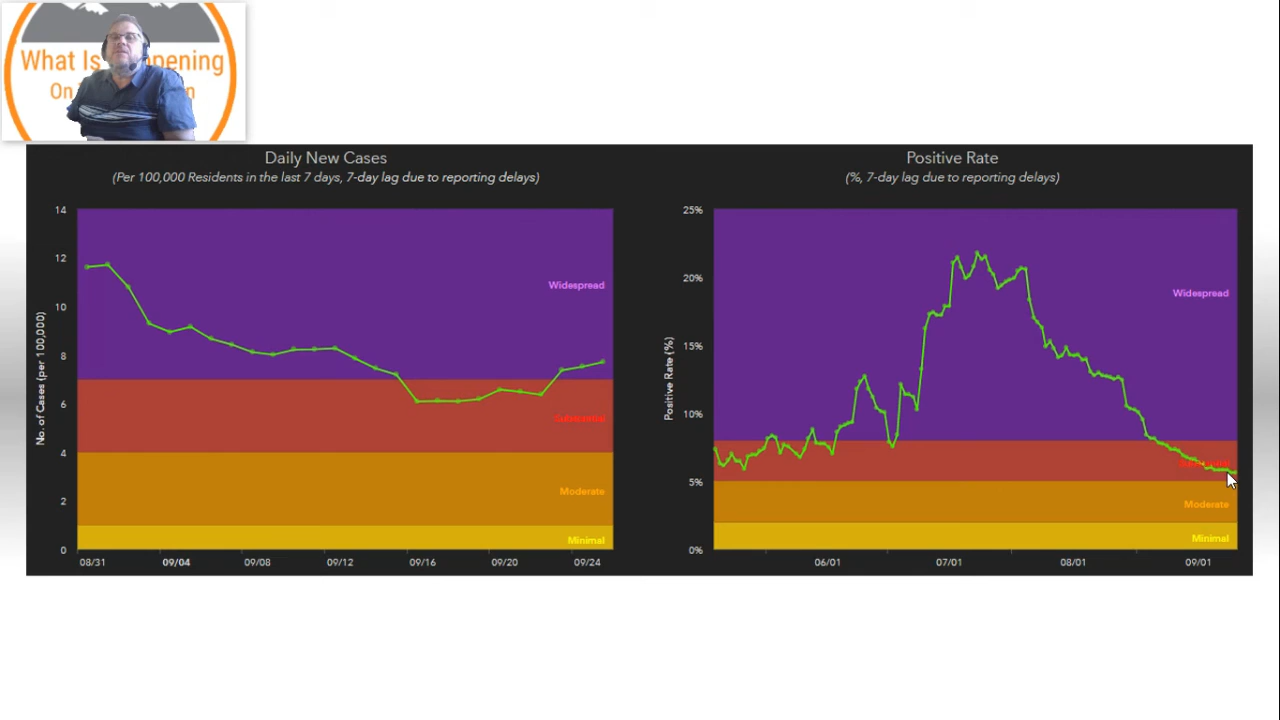 What Is
pening
On
n
Daily New Cases
(Per 100,000 Residents in the last 7 days, 7-day lag due to reporting delays)
No. of Cases (per 100,000)
14
12
10
8
6
4
2
0
Widespread
Substantial
Moderate
Minimal
08/31
09/04
09/08
09/12
09/16
09/20
09/24
Positive Rate
(%, 7-day lag due to reporting delays)
Positive Rate (%)
25%
20%
15%
10%
5%
0%
Widespread
Moderate
Minimal
06/01
07/01
08/01
09/01